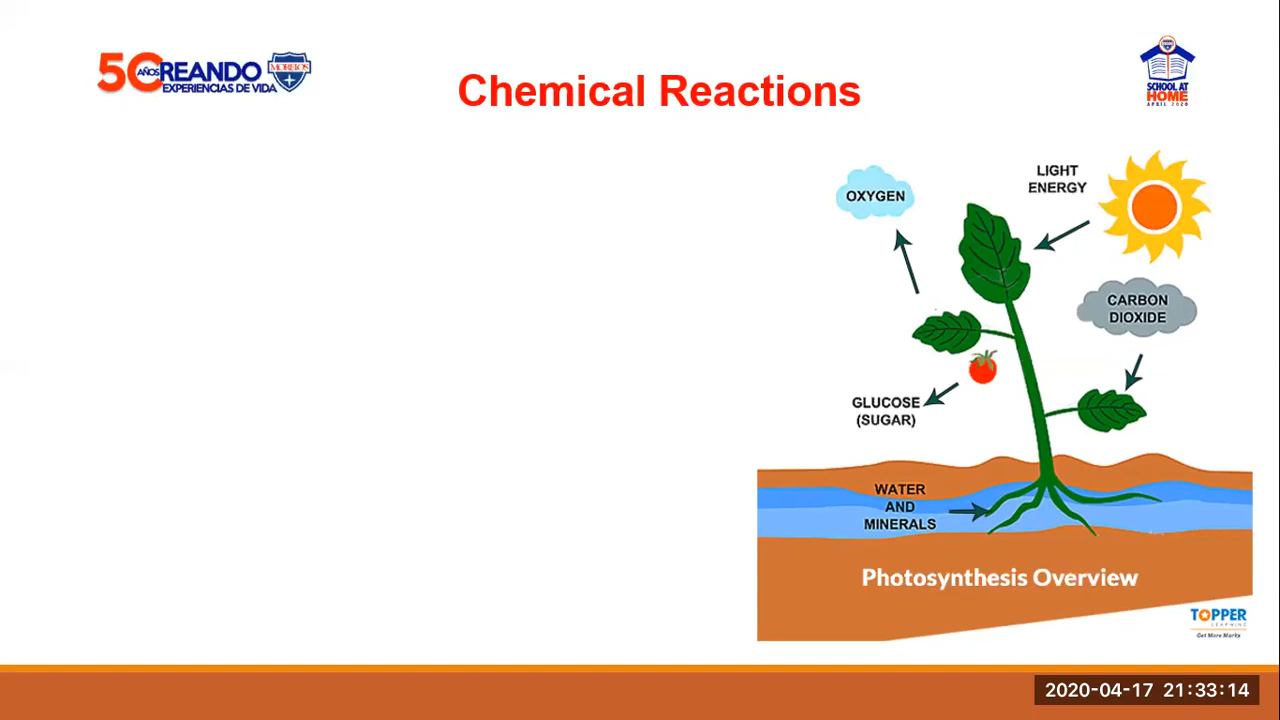 50 AÑOS CREANDO
EXPERIENCIAS DE VIDA
MORELOS
Chemical Reactions
SCHOOL AT
HOME
APRIL 2020
OXYGEN
LIGHT
ENERGY
CARBON
DIOXIDE
GLUCOSE
(SUGAR)
WATER
AND
MINERALS
Photosynthesis Overview
TOPPER
LEARNING
Get More Marks
2020-04-17 21:33:14